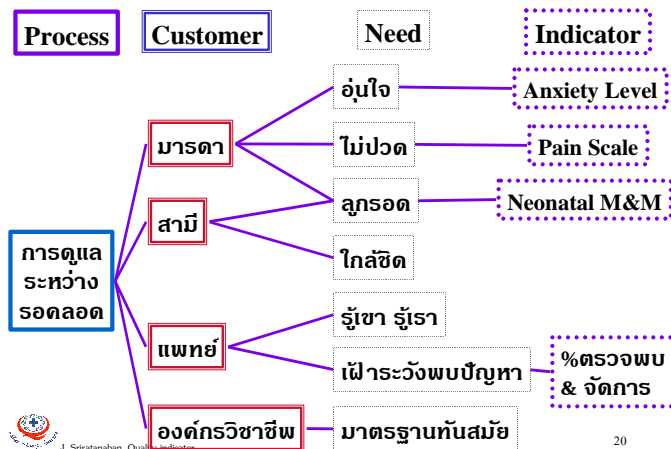 Process
Customer
Need
Indicator
อุ่นใจ
Anxiety Level
มารดา
ไม่ปวด
Pain Scale
สามี
ลูกรอด
Neonatal M&M
การดูแล
ระหว่าง
รอคลอด
ใกล้ชิด
รู้เขา รู้เรา
แพทย์
เฝ้าระวังพบปัญหา
%ตรวจพบ
& จัดการ
องค์กรวิชาชีพ
มาตรฐานทันสมัย
J. Sriratanaban, Quality indicator
20